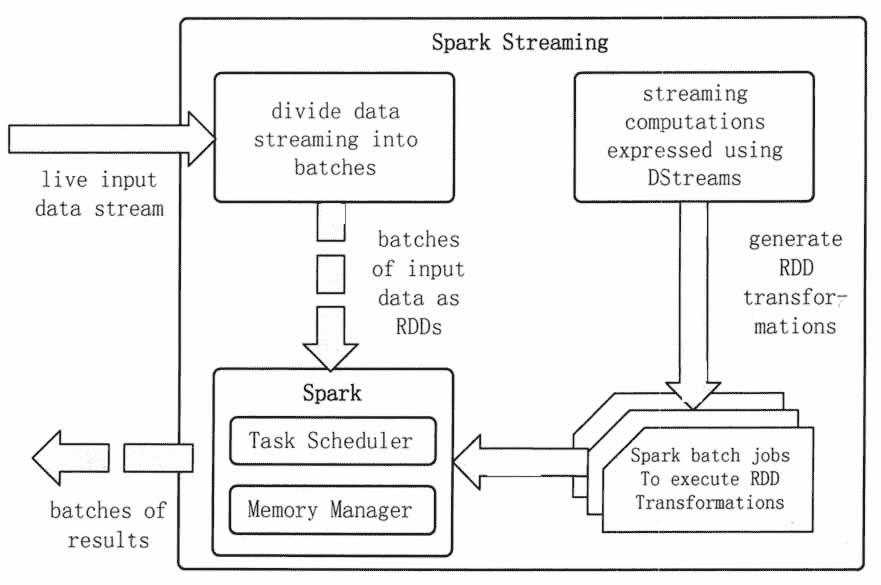 Spark Streaming
divide data
streaming into
batches
streaming
computations
expressed using
DStreams
live input
data stream
batches
of input
data as
RDDs
generate
RDD
transfor-
mations
Spark
Task Scheduler
Memory Manager
Spark batch jobs
To execute RDD
Transformations
batches of
results